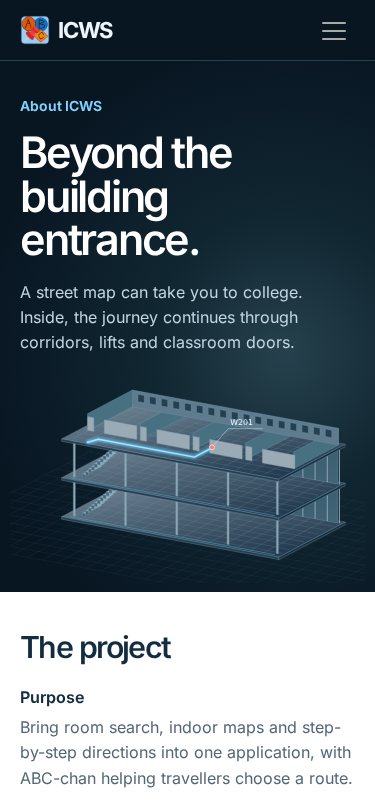 ICWS
About ICWS
Beyond the
building
entrance.
A street map can take you to college.
Inside, the journey continues through
corridors, lifts and classroom doors.
W201
The project
Purpose
Bring room search, indoor maps and step-
by-step directions into one application, with
ABC-chan helping travellers choose a route.